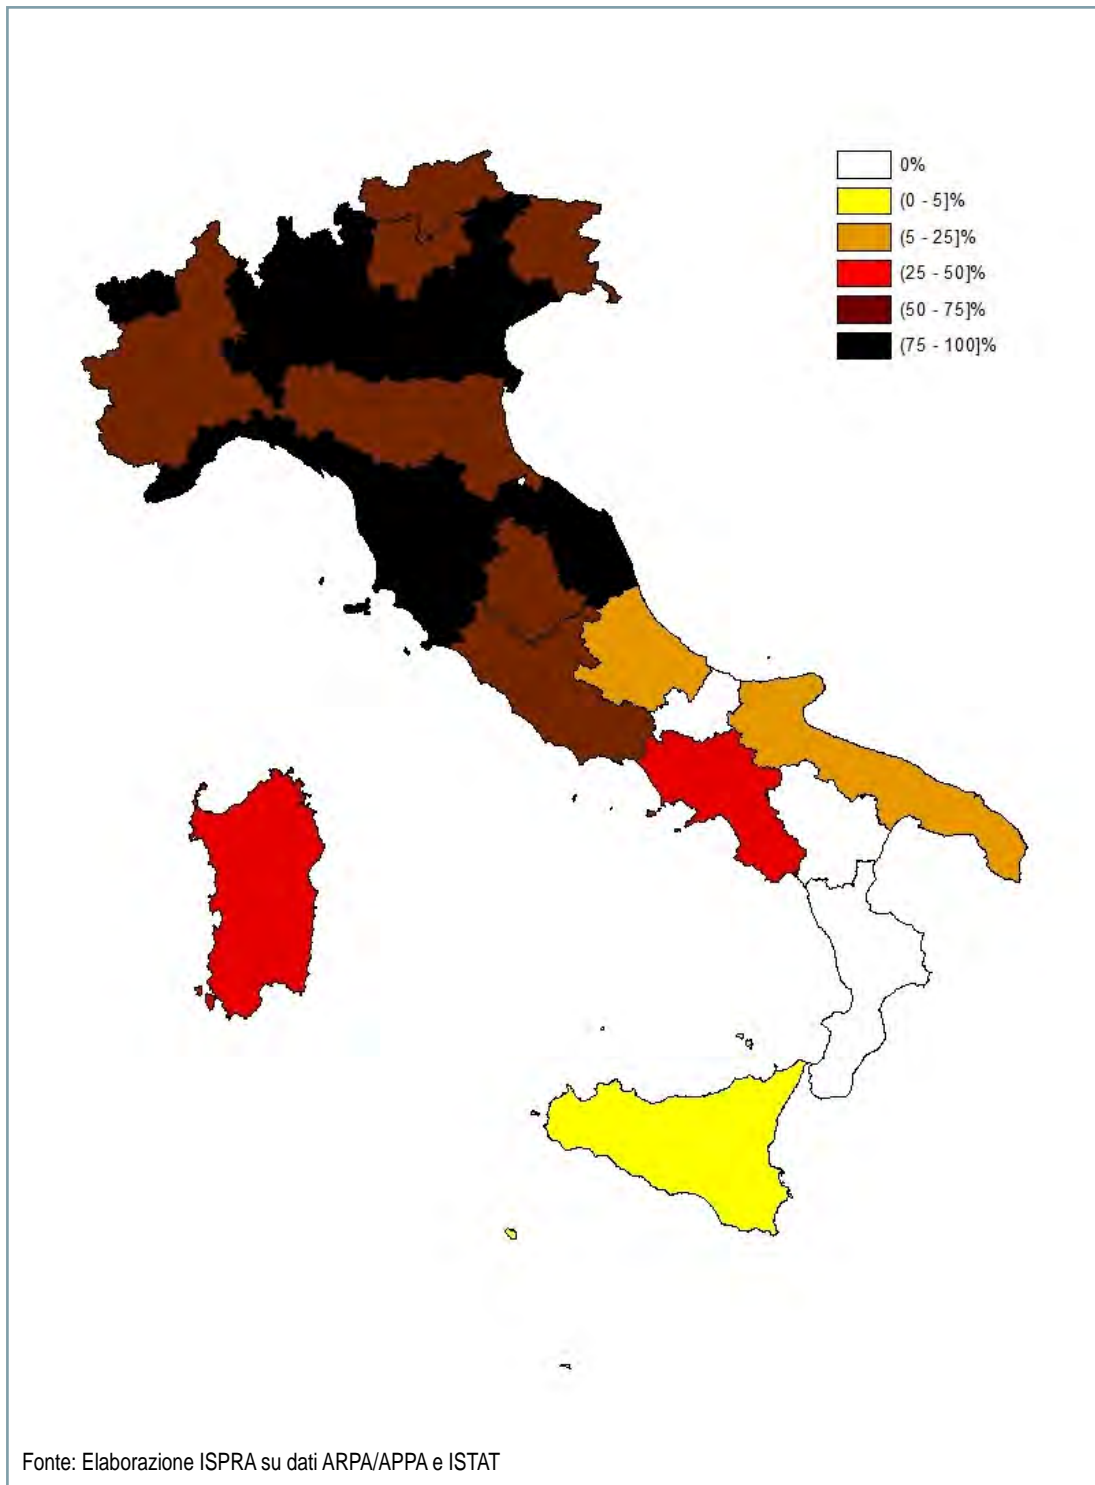 0%
(0 - 5]%
(5 - 25]%
(25 - 50]%
(50 - 75]%
(75 - 100]%
Fonte: Elaborazione ISPRA su dati ARPA/APPA e ISTAT